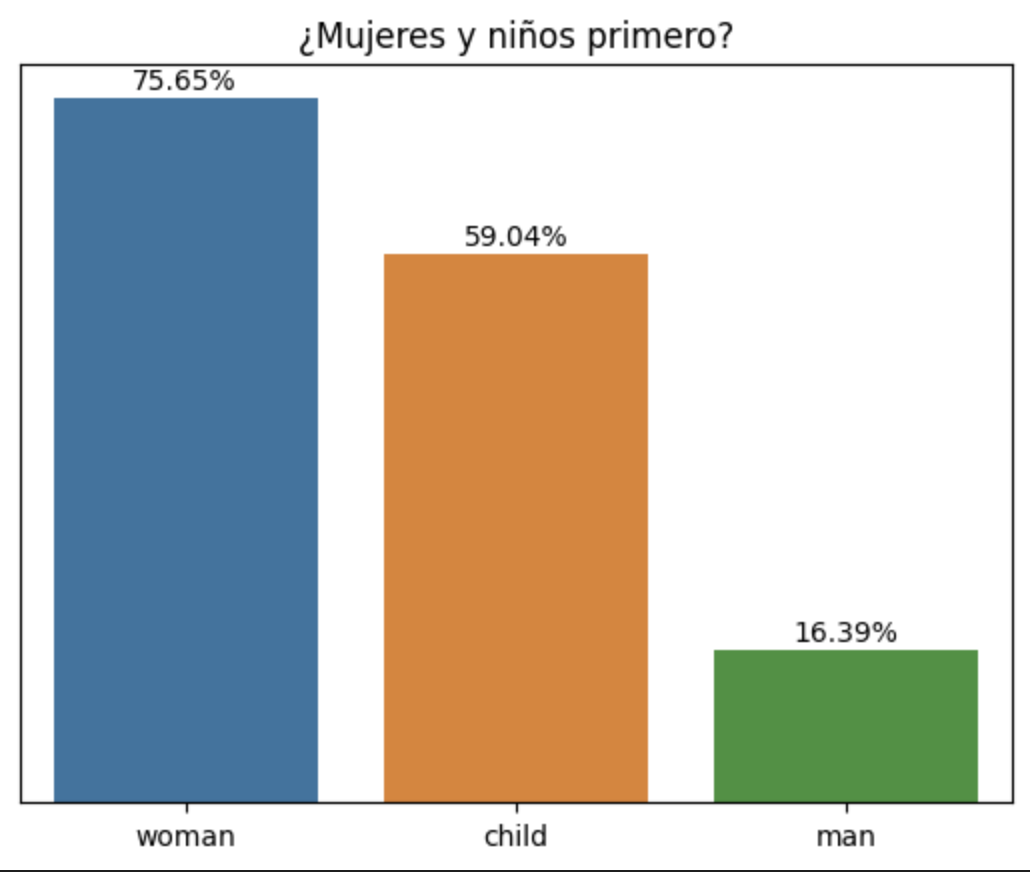 ¿Mujeres y niños primero?
75.65%
59.04%
16.39%
woman child man